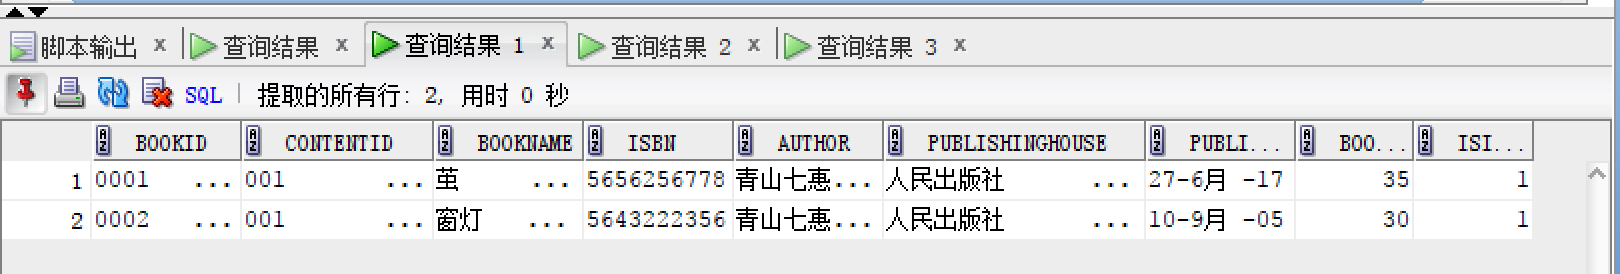 脚本输出 x 查询结果 x 查询结果 1 x 查询结果 2 x 查询结果 3 x
SQL 提取的所有行: 2, 用时 0 秒
BOOKID CONTENTID BOOKNAME ISBN AUTHOR PUBLISHINGHOUSE PUBLI... BOO... ISI...
1 0001 ... 001 ... 茧 ... 5656256778 青山七惠... 人民出版社 ... 27-6月 -17 35 1
2 0002 ... 001 ... 窗灯 ... 5643222356 青山七惠... 人民出版社 ... 10-9月 -05 30 1